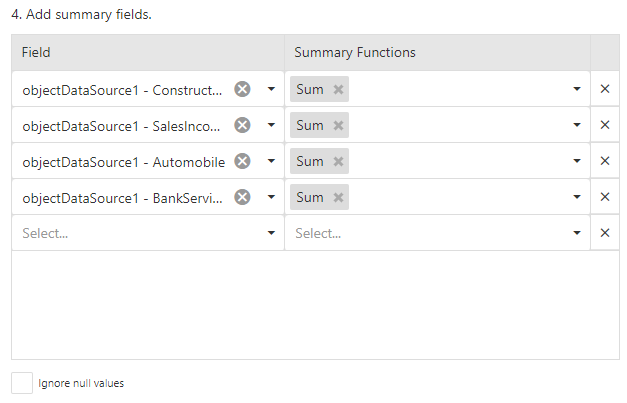 4. Add summary fields.
Field Summary Functions
objectDataSource1 - Construct... Sum
objectDataSource1 - SalesInco... Sum
objectDataSource1 - Automobile Sum
objectDataSource1 - BankServi... Sum
Select... Select...
Ignore null values